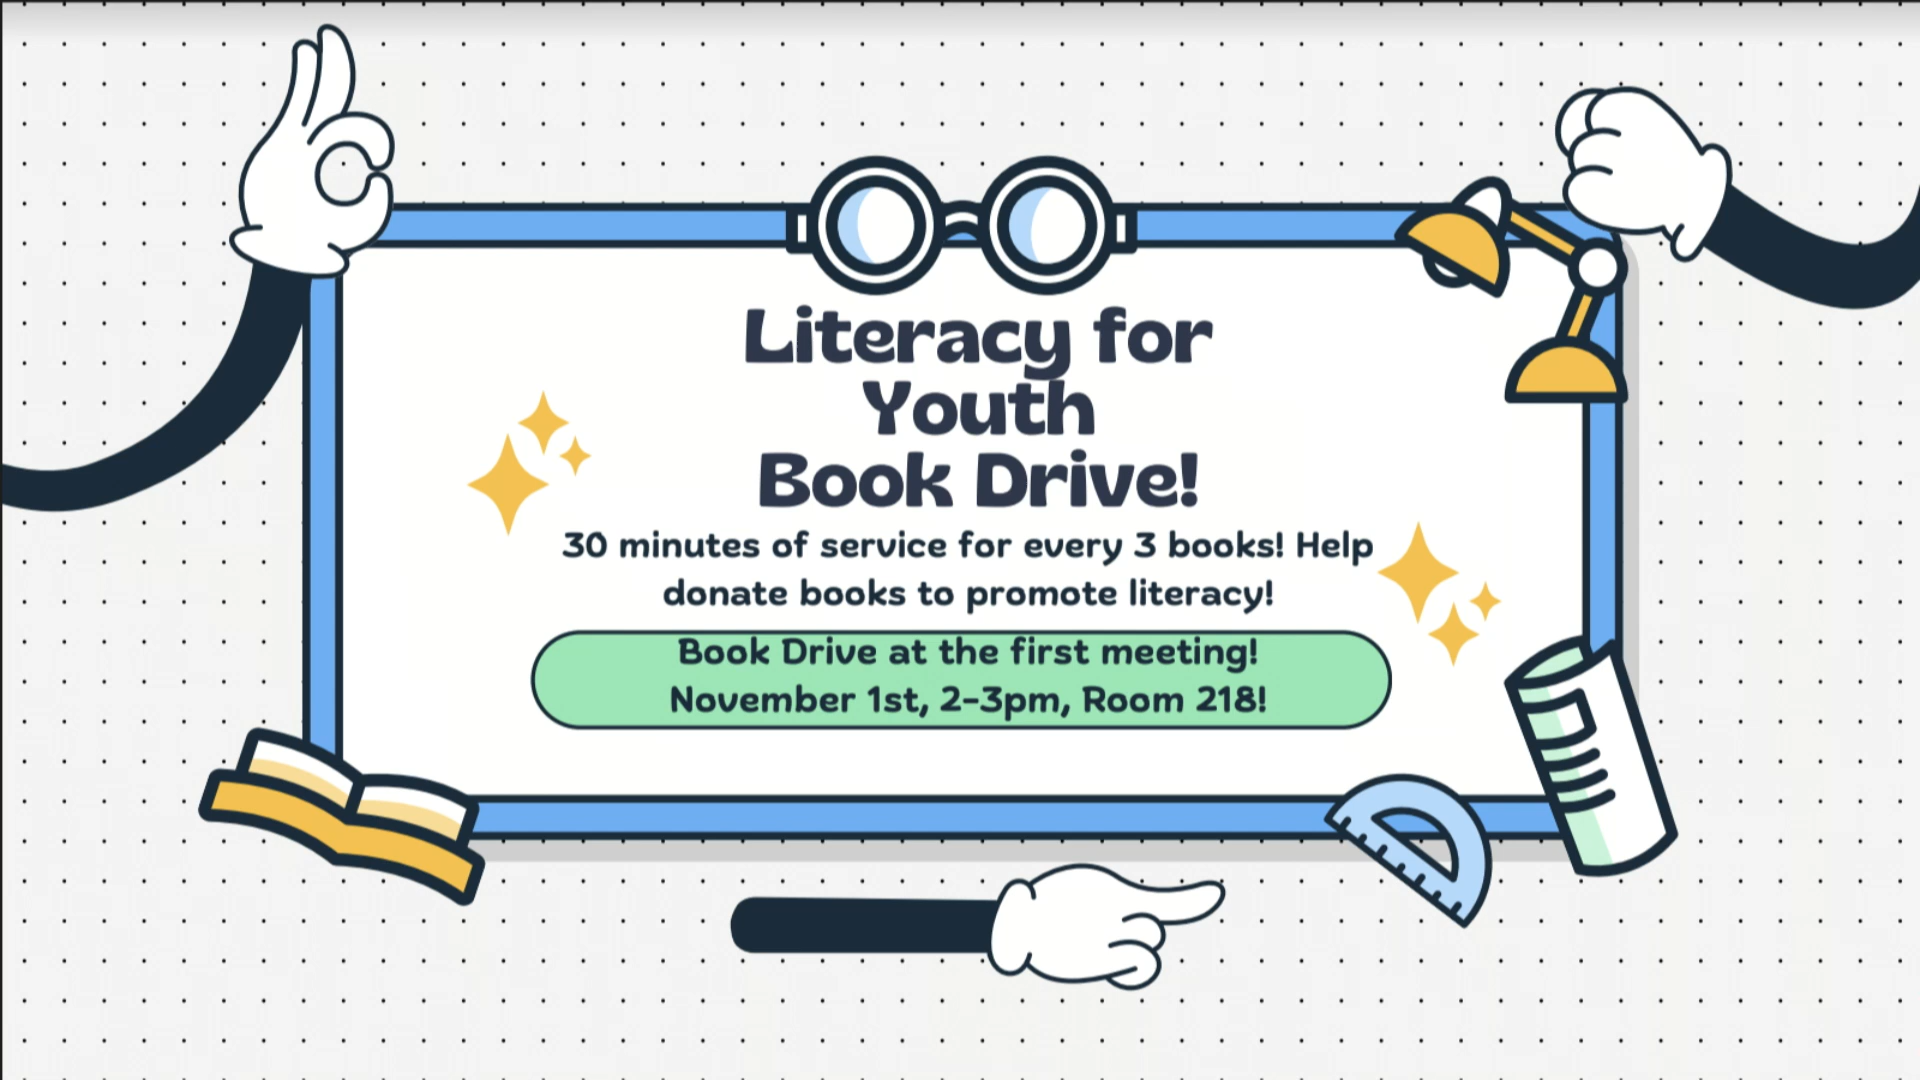 Literacy for
Youth
Book Drive!
30 minutes of service for every 3 books! Help
donate books to promote literacy!
Book Drive at the first meeting!
November 1st, 2-3pm, Room 218!